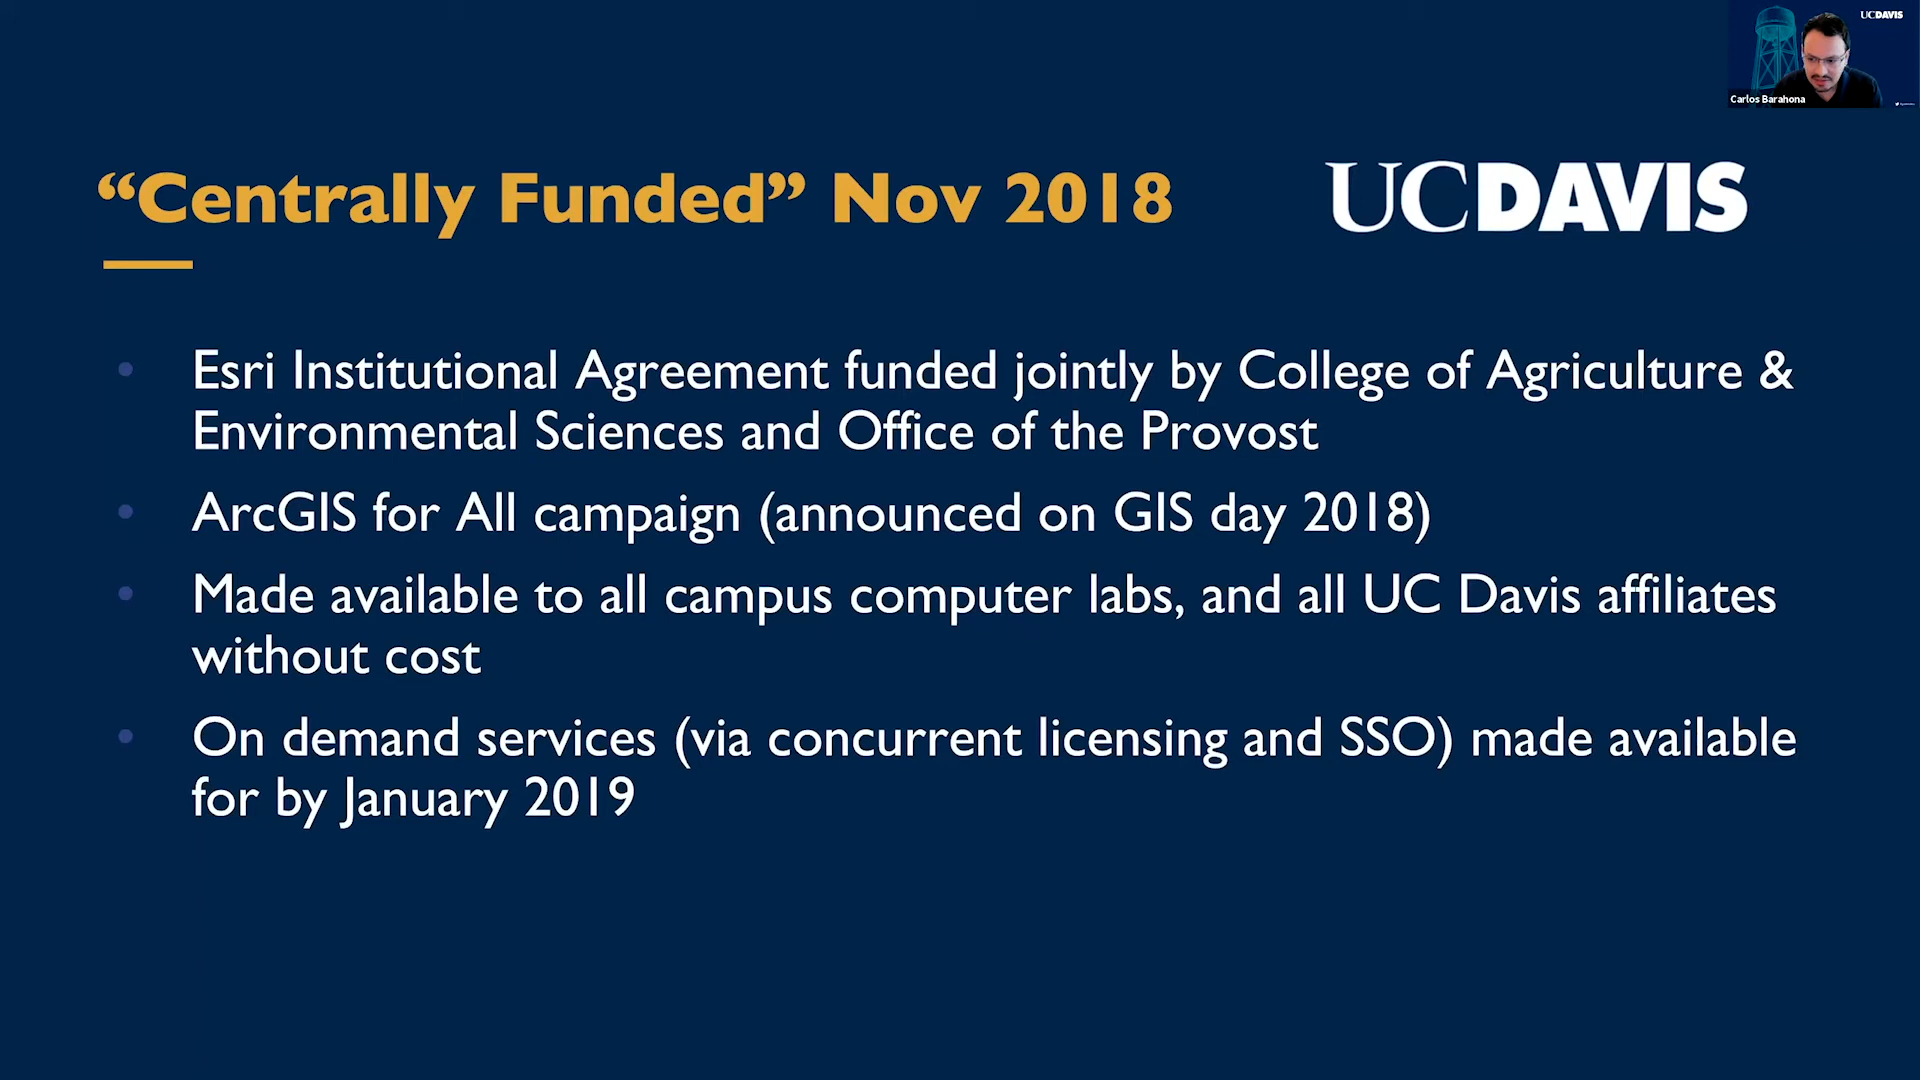 UCDAVIS
Carlos Barahona
“Centrally Funded” Nov 2018
UCDAVIS
• Esri Institutional Agreement funded jointly by College of Agriculture &
Environmental Sciences and Office of the Provost
• ArcGIS for All campaign (announced on GIS day 2018)
• Made available to all campus computer labs, and all UC Davis affiliates
without cost
• On demand services (via concurrent licensing and SSO) made available
for by January 2019